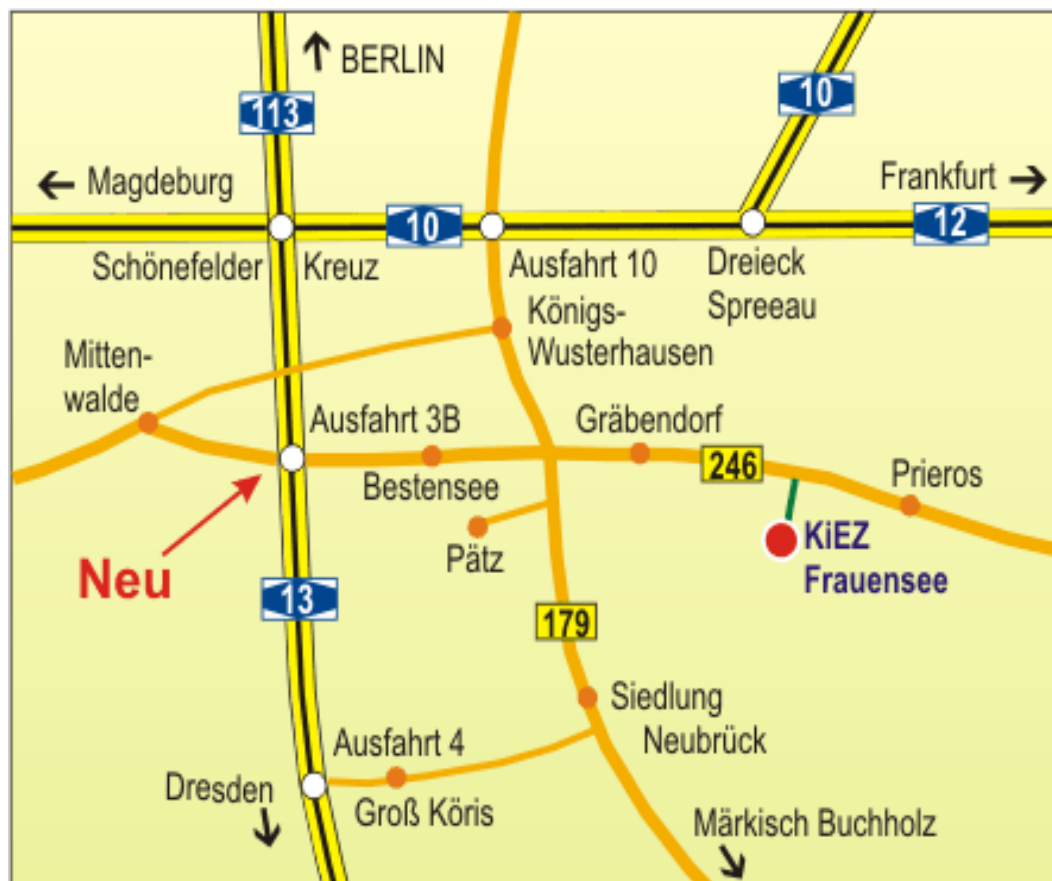 BERLIN
113
10
Magdeburg
Frankfurt
10
12
Schönefelder Kreuz
Ausfahrt 10
Dreieck
Spreeau
Königs-
Wusterhausen
Mitten-
walde
Ausfahrt 3B
Gräbendorf
246
Prieros
Bestensee
Pätz
KiEZ
Frauensee
Neu
13
179
Siedlung
Neubrück
Ausfahrt 4
Dresden
Groß Köris
Märkisch Buchholz